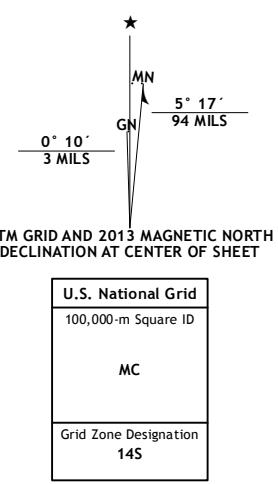 ★
MN
GN
5° 17´
94 MILS
0° 10´
3 MILS
TM GRID AND 2013 MAGNETIC NORTH
DECLINATION AT CENTER OF SHEET
U.S. National Grid
100,000-m Square ID
MC
Grid Zone Designation
14S